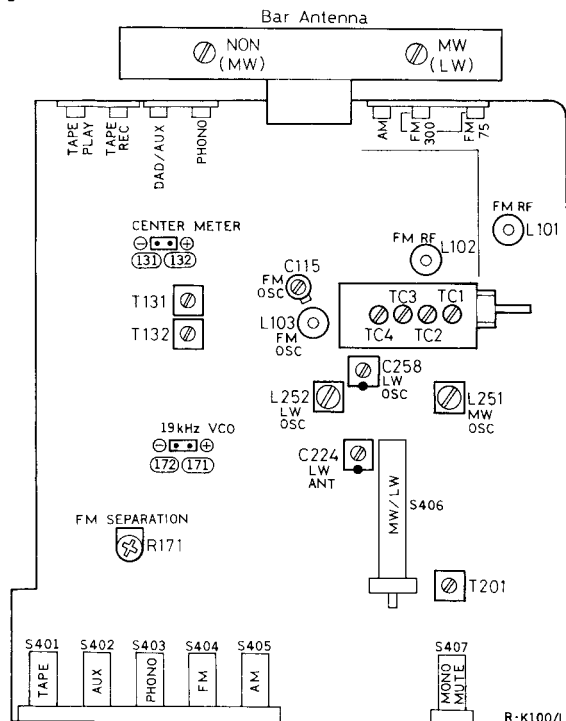 Bar Antenna
NON
(MW)
MW
(LW)
TAPE
PLAY
TAPE
REC
DAD/AUX
PHONO
AM
FM
300
FM
75
FM RF
L101
FM RF
L102
CENTER METER
⊖ ⊕
131 132
C115
FM
OSC
T131
T132
L103
FM
OSC
TC4 TC3 TC2 TC1
C258
LW
OSC
L252
LW
OSC
L251
MW
OSC
19kHz VCO
⊖ ⊕
172 171
C224
LW
ANT
MW/LW
S406
FM SEPARATION
R171
T201
S401 S402 S403 S404 S405
TAPE
AUX
PHONO
FM
AM
S407
MONO
MUTE
R-K100/L